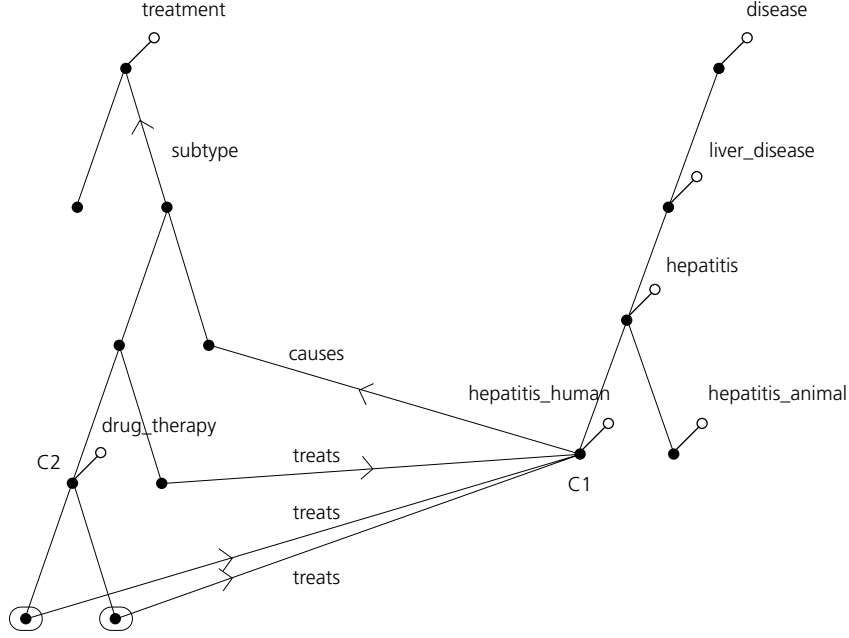 treatment
disease
subtype
liver_disease
hepatitis
causes
hepatitis_human
hepatitis_animal
drug_therapy
C2
treats
C1
treats
treats